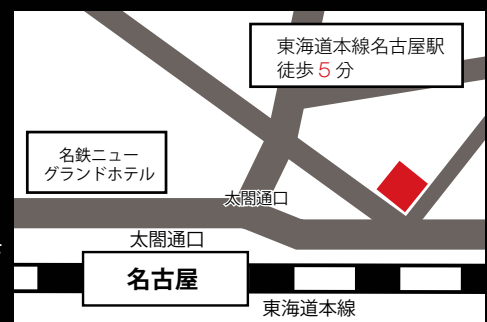 東海道本線名古屋駅
徒歩5分
名鉄ニュー
グランドホテル
太閤通口
太閤通口
名古屋
東海道本線